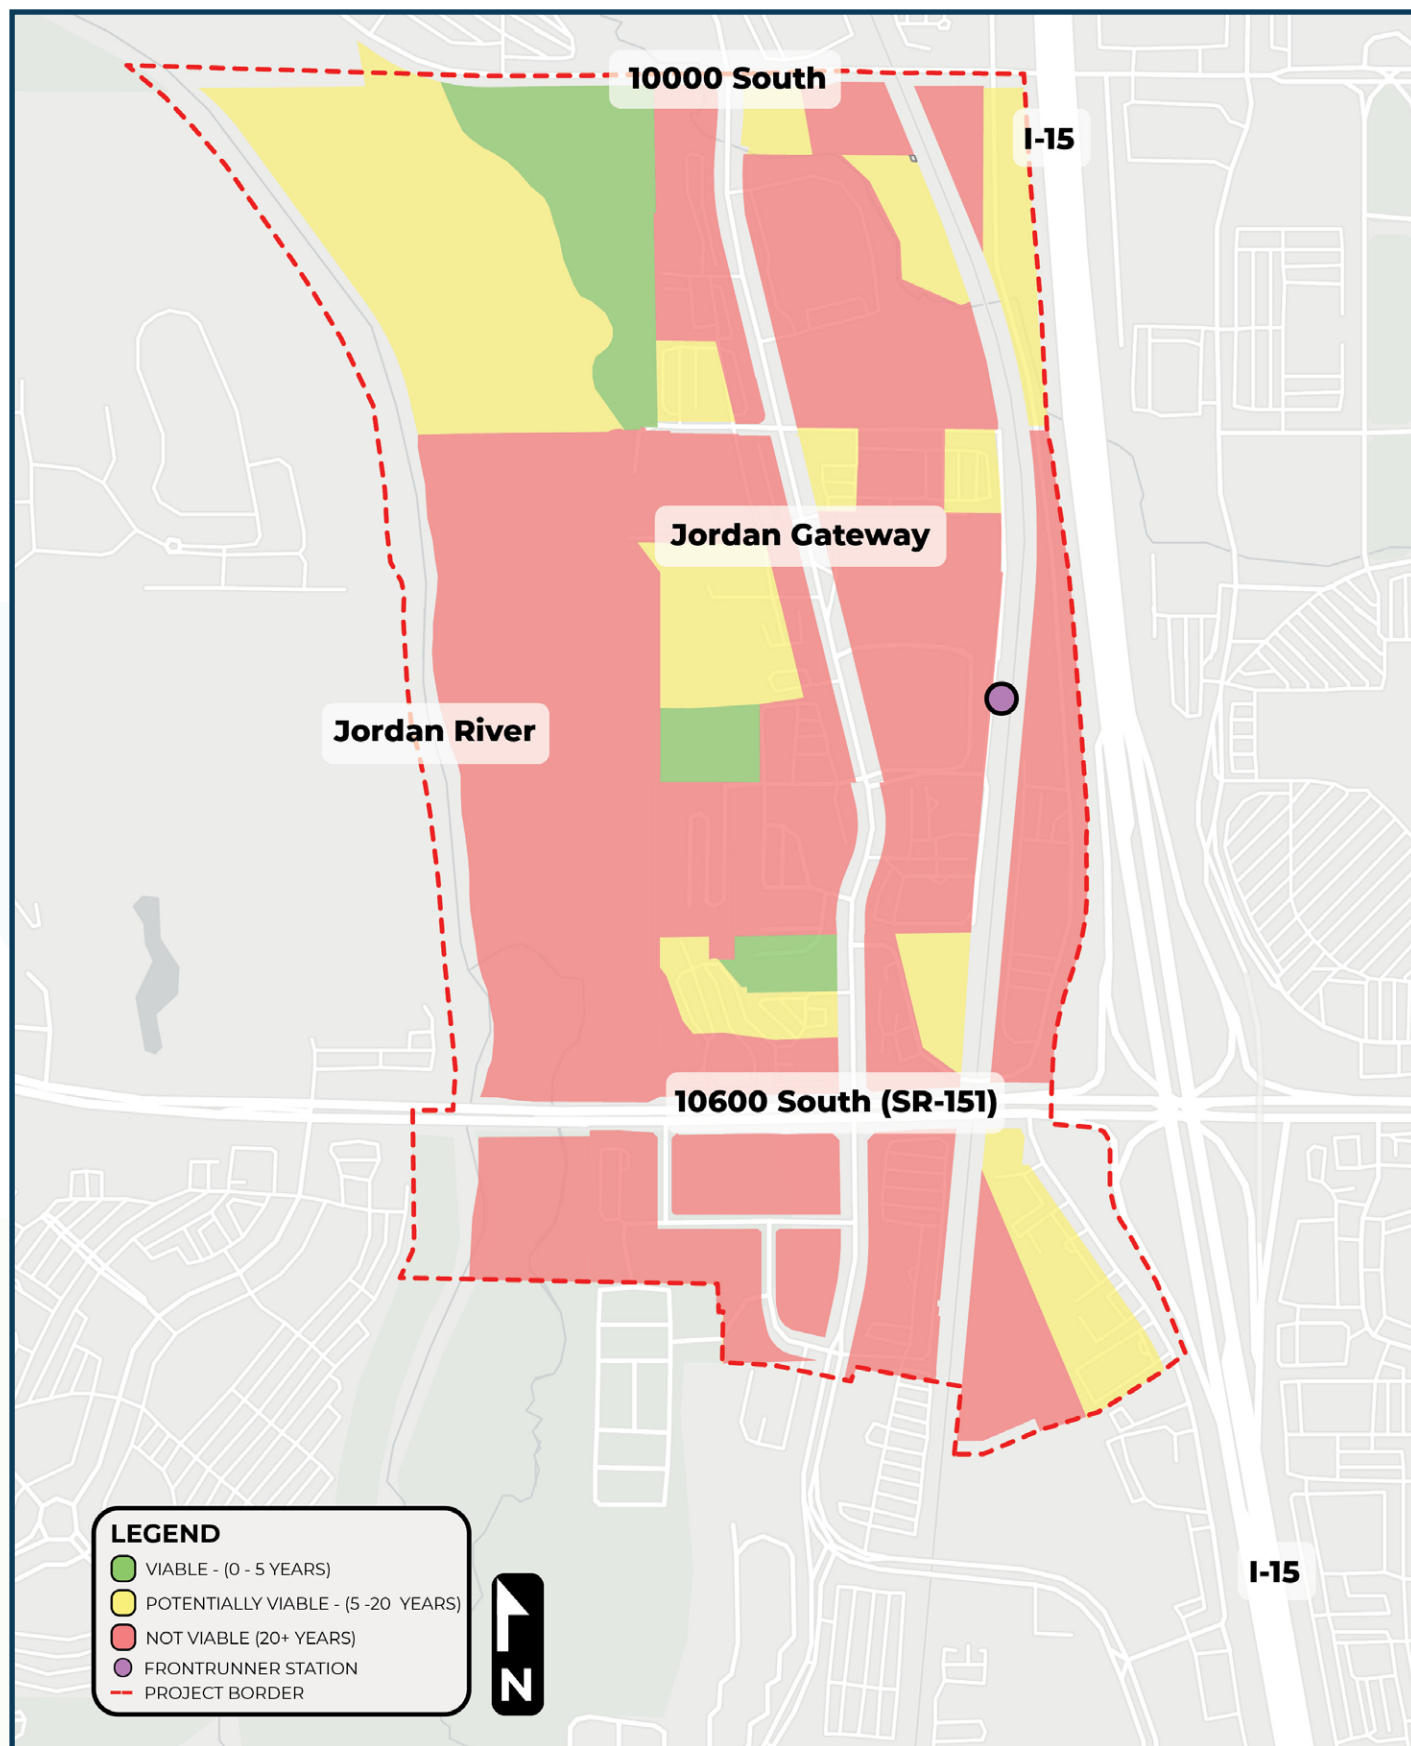 10000 South
I-15
Jordan Gateway
Jordan River
10600 South (SR-151)
I-15
LEGEND
VIABLE - (0 - 5 YEARS)
POTENTIALLY VIABLE - (5 -20 YEARS)
NOT VIABLE (20+ YEARS)
FRONTRUNNER STATION
PROJECT BORDER
N